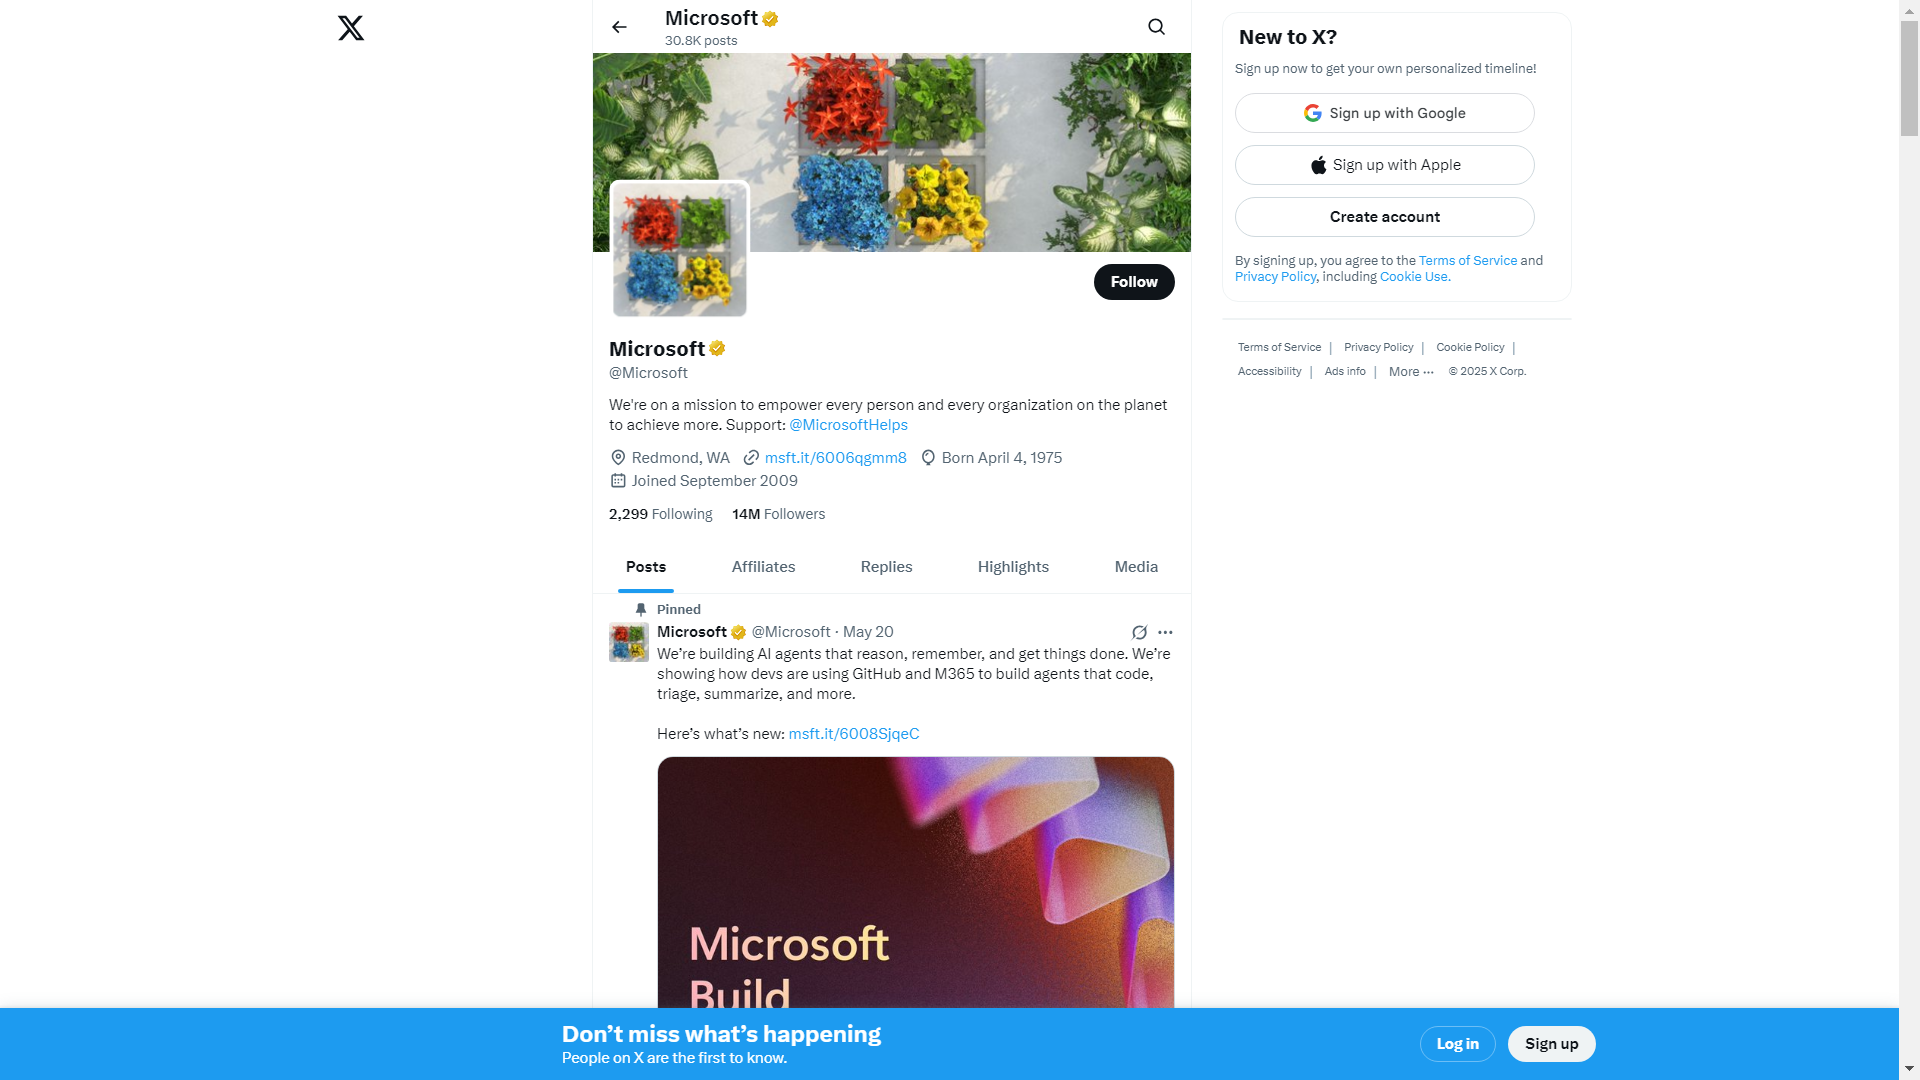 Microsoft
30.8K posts
Follow
Microsoft
@Microsoft
We're on a mission to empower every person and every organization on the planet
to achieve more. Support: @MicrosoftHelps
Redmond, WA msft.it/6006qgmm8 Born April 4, 1975
Joined September 2009
2,299 Following 14M Followers
Posts Affiliates Replies Highlights Media
Pinned
Microsoft @Microsoft · May 20
We’re building AI agents that reason, remember, and get things done. We’re
showing how devs are using GitHub and M365 to build agents that code,
triage, summarize, and more.
Here’s what’s new: msft.it/6008SjqeC
Microsoft
Build
New to X?
Sign up now to get your own personalized timeline!
Sign up with Google
Sign up with Apple
Create account
By signing up, you agree to the Terms of Service and
Privacy Policy, including Cookie Use.
Terms of Service | Privacy Policy | Cookie Policy |
Accessibility | Ads info | More ··· © 2025 X Corp.
Don’t miss what’s happening
People on X are the first to know.
Log in Sign up